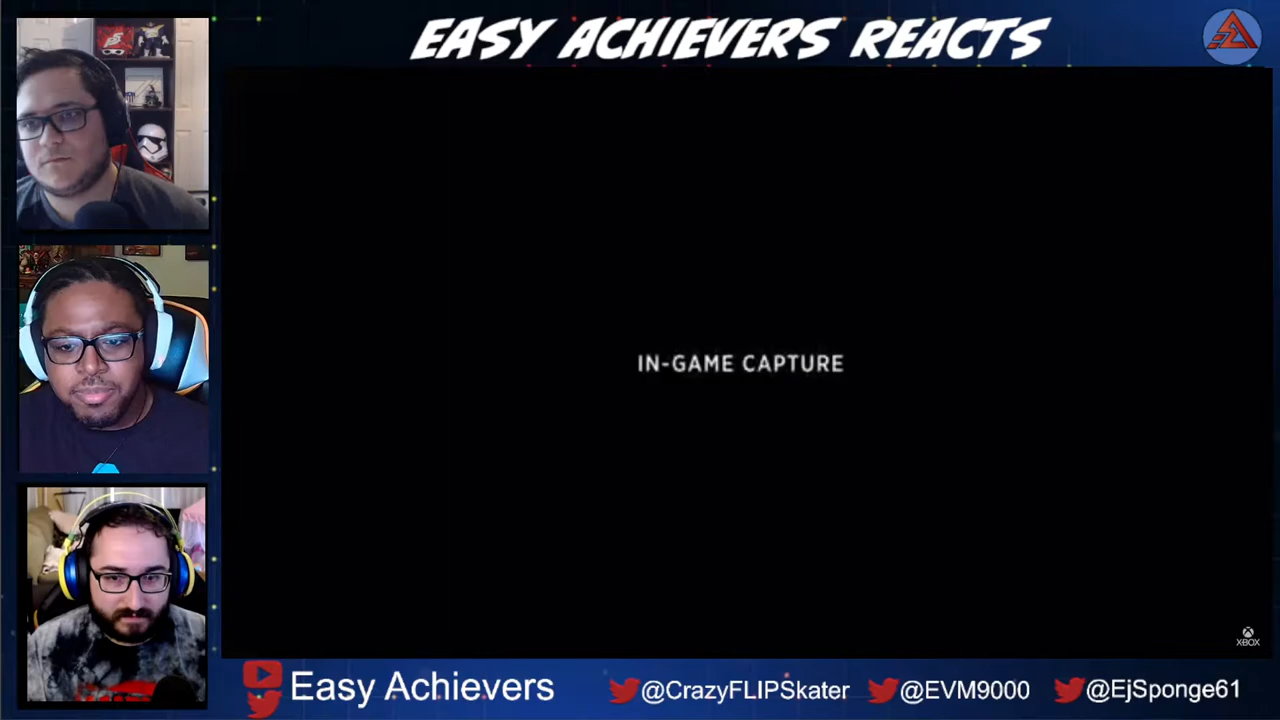 EASY ACHIEVERS REACTS
IN-GAME CAPTURE
XBOX
Easy Achievers
@CrazyFLIPSkater
@EVM9000
@EjSponge61